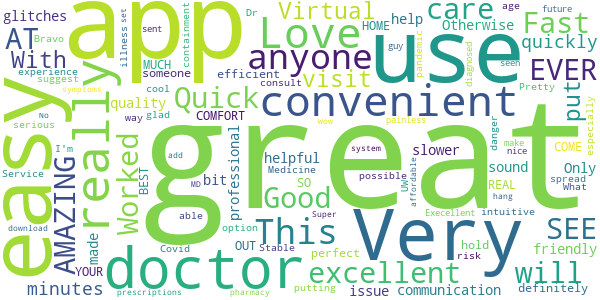 glitches
Bravo
illness
set
sent
app
Dr
containment
Virtual
HOME
help
care
Otherwise
age
future
AT
With
experience
suggest
MUCH
someone
cool
Love
anyone
guy
pandemic
diagnosed
use
seen
Fast
quickly
Pretty
EVER
easy
symptoms
No
serious
I'm
AMAZING
really
quality
way
Worked
efficient
Quick
glad
COMFORT
BEST
consult
visit
wow
painless
convenient
danger
put
COME
especially
Service
download
YOUR
made
minutes
add
MD
bit
able
professional
great
helpful
Medicine
SO
Good
system
possible
This
slower
UW
affordable
make
nice
REAL
sound
Only
spread
What
hang
intuitive
SEE
friendly
Covid
option
OUT
Stable
perfect
Super
Very
Execellent
hold
risk
doctor
prescriptions
pharmacy
putting
excellent
issue
communication
will
definitely